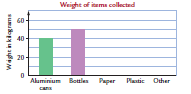 Weight of items collected
Weight in kilograms
60
40
20
0
Aluminium cans Bottles Paper Plastic Other